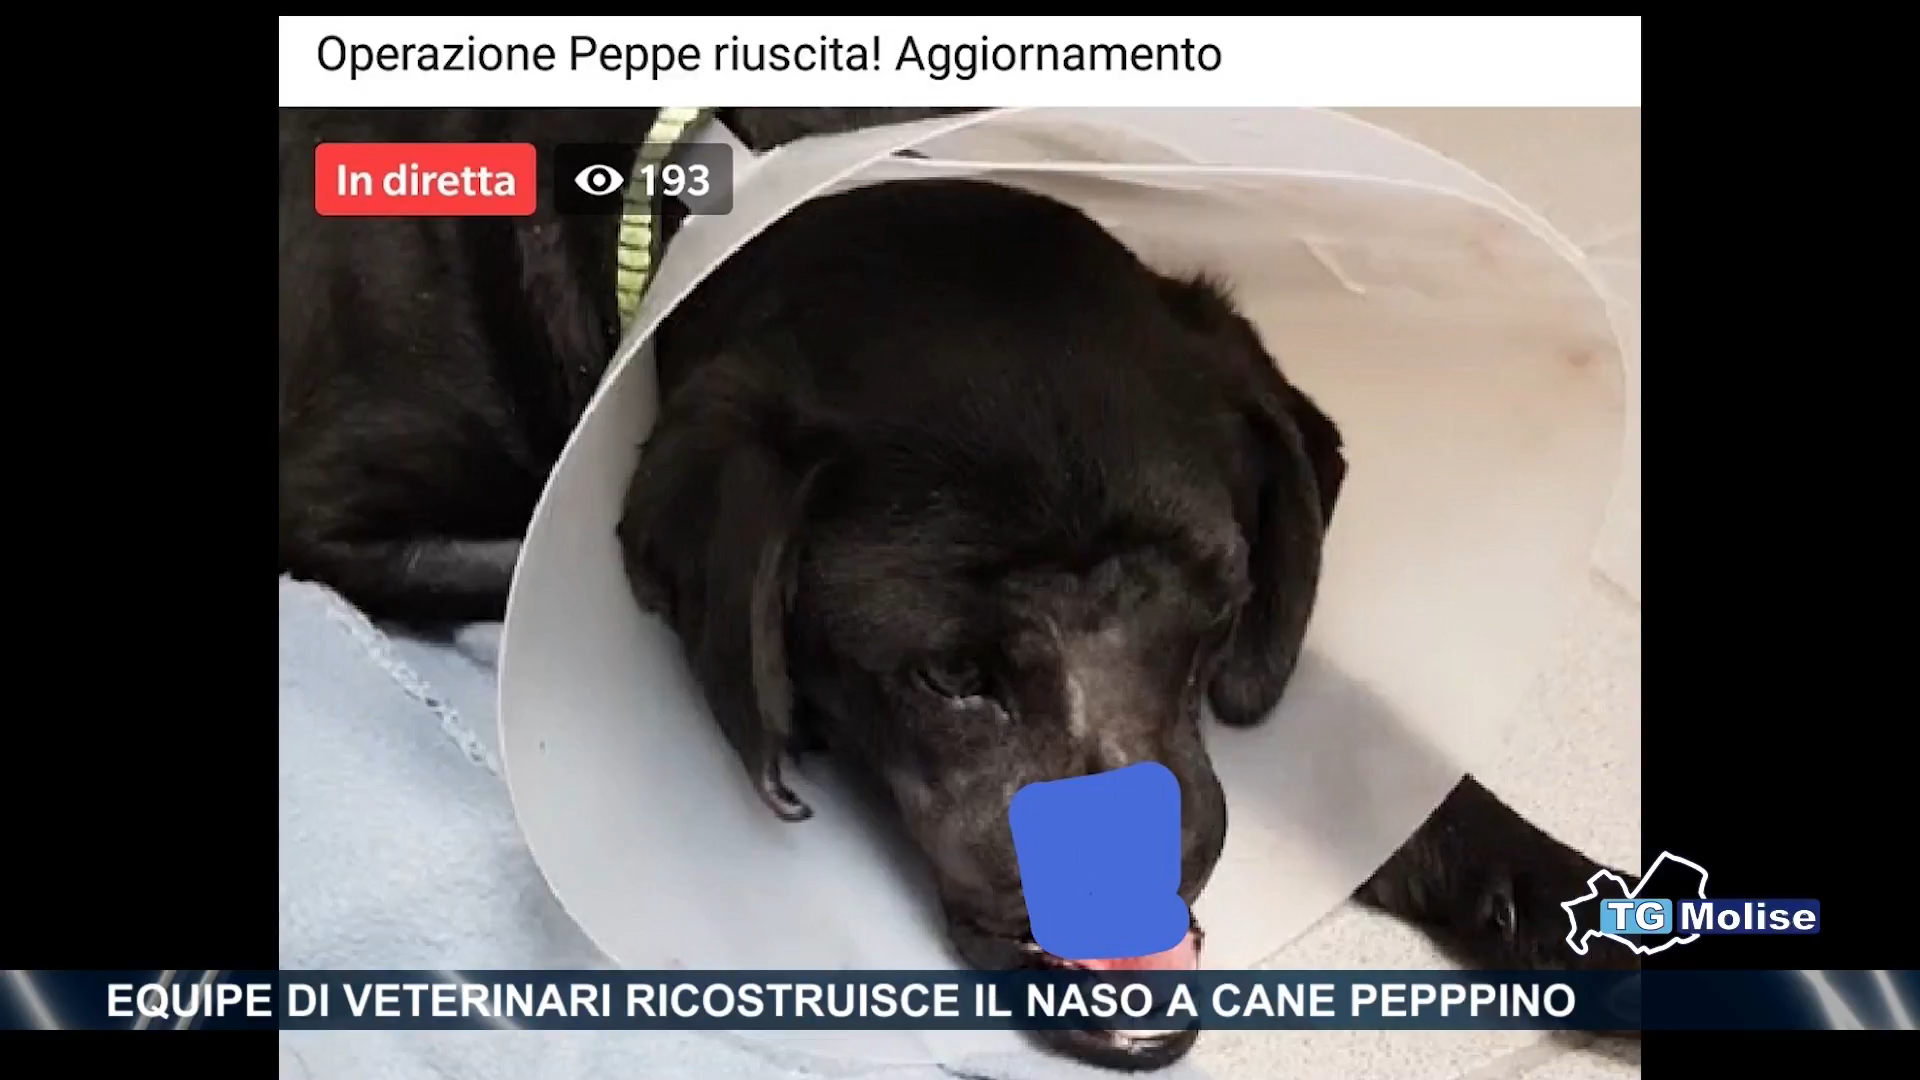 Operazione Peppe riuscita! Aggiornamento
In diretta
193
TG Molise
EQUIPE DI VETERINARI RICOSTRUISCE IL NASO A CANE PEPPPINO